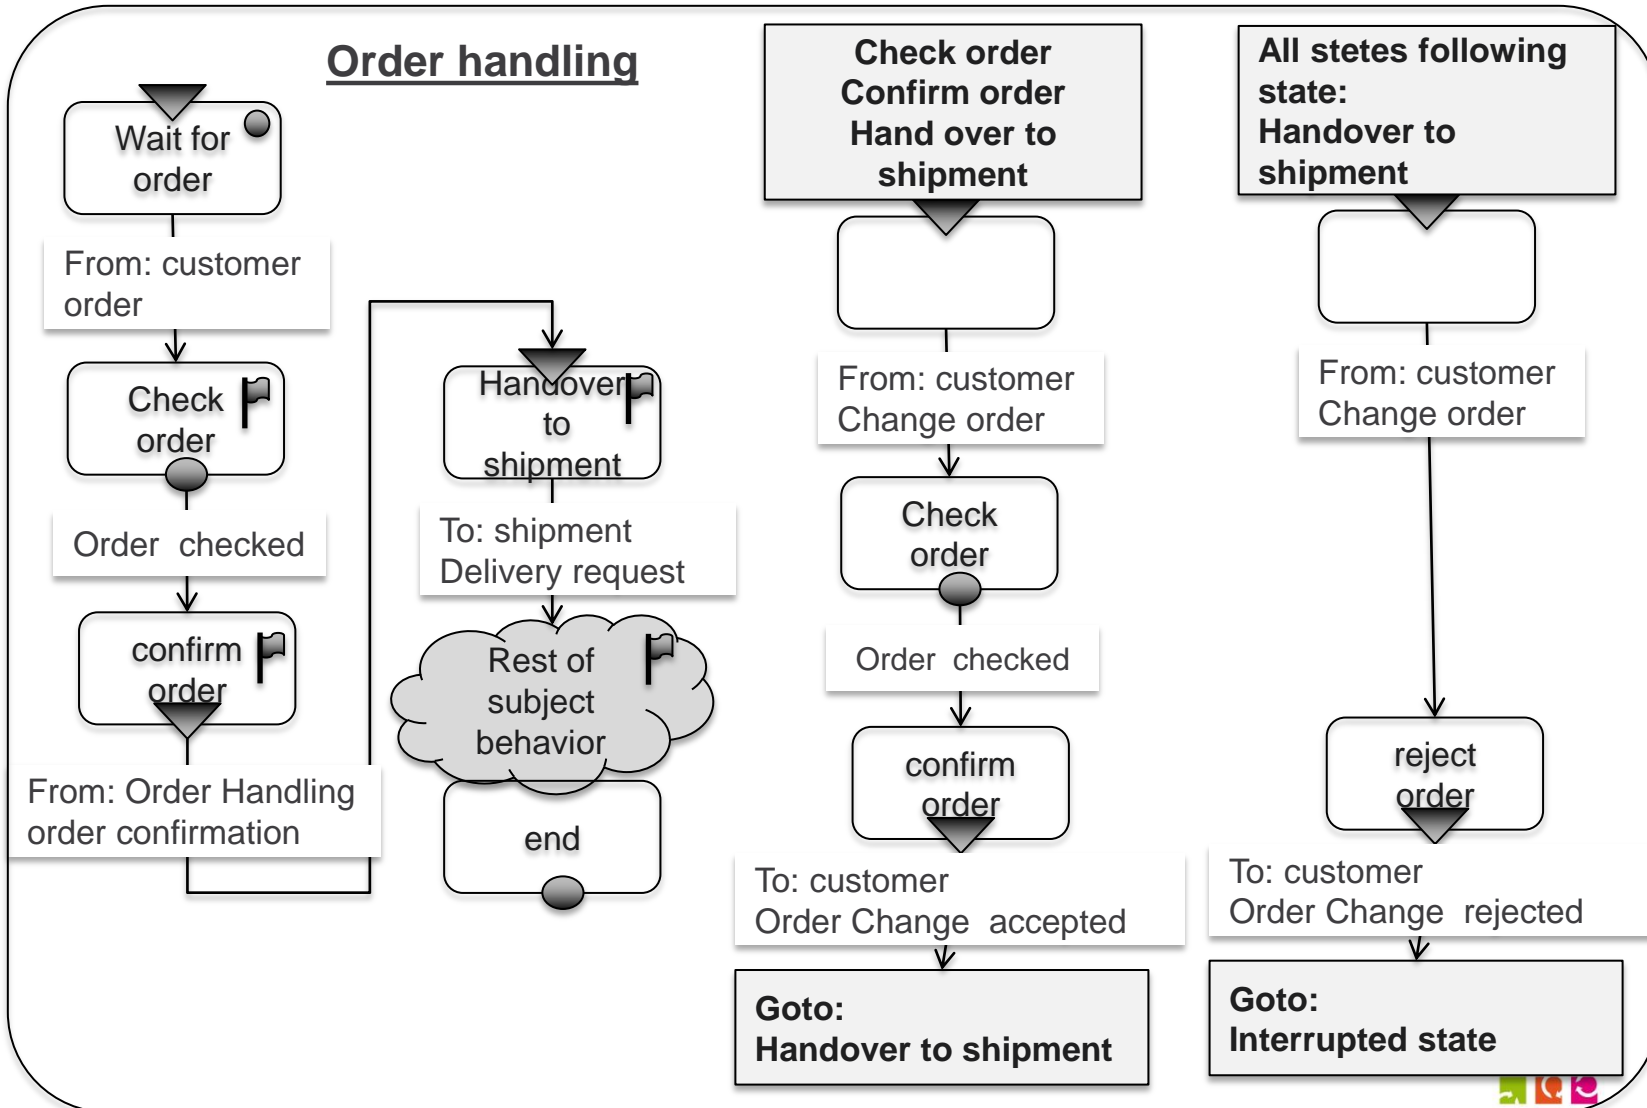 Order handling
Wait for
order
From: customer
order
Check
order
Order checked
confirm
order
From: Order Handling
order confirmation
Handover
to
shipment
To: shipment
Delivery request
Rest of
subject
behavior
end
Check order
Confirm order
Hand over to
shipment
From: customer
Change order
Check
order
Order checked
confirm
order
To: customer
Order Change accepted
Goto:
Handover to shipment
All stetes following
state:
Handover to
shipment
From: customer
Change order
reject
order
To: customer
Order Change rejected
Goto:
Interrupted state